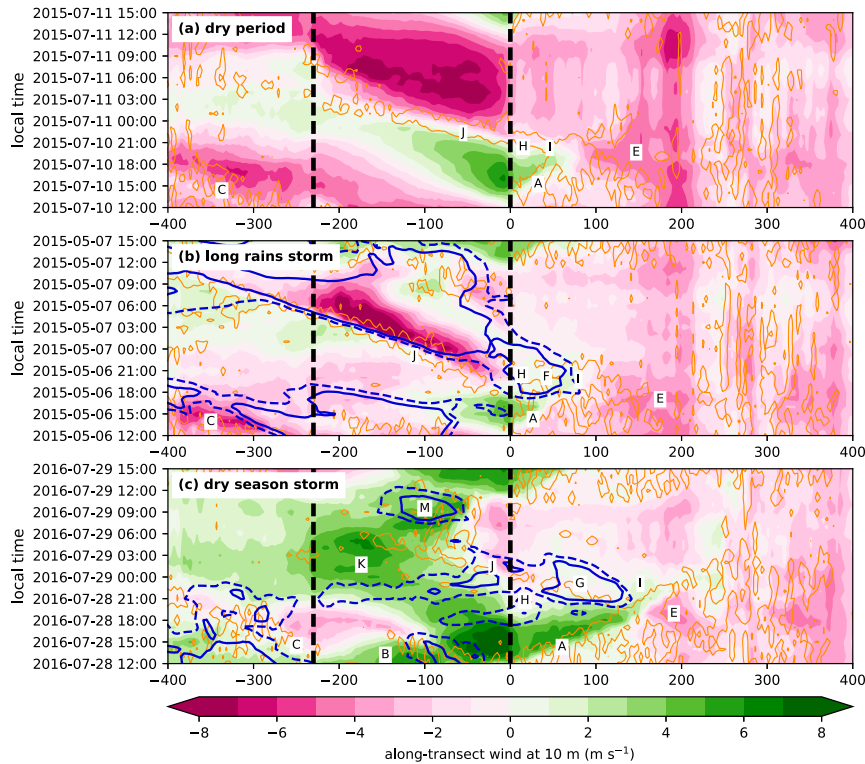 (a) dry period
local time
2015-07-11 15:00
2015-07-11 12:00
2015-07-11 09:00
2015-07-11 06:00
2015-07-11 03:00
2015-07-11 00:00
2015-07-10 21:00
2015-07-10 18:00
2015-07-10 15:00
2015-07-10 12:00
J
H
I
E
C
A
−400 −300 −200 −100 0 100 200 300 400
(b) long rains storm
local time
2015-05-07 15:00
2015-05-07 12:00
2015-05-07 09:00
2015-05-07 06:00
2015-05-07 03:00
2015-05-07 00:00
2015-05-06 21:00
2015-05-06 18:00
2015-05-06 15:00
2015-05-06 12:00
J
H F I
E
C
A
−400 −300 −200 −100 0 100 200 300 400
(c) dry season storm
local time
2016-07-29 15:00
2016-07-29 12:00
2016-07-29 09:00
2016-07-29 06:00
2016-07-29 03:00
2016-07-29 00:00
2016-07-28 21:00
2016-07-28 18:00
2016-07-28 15:00
2016-07-28 12:00
M
K
J
G I
H
E
C
B
A
−400 −300 −200 −100 0 100 200 300 400
−8 −6 −4 −2 0 2 4 6 8
along-transect wind at 10 m (m s⁻¹)